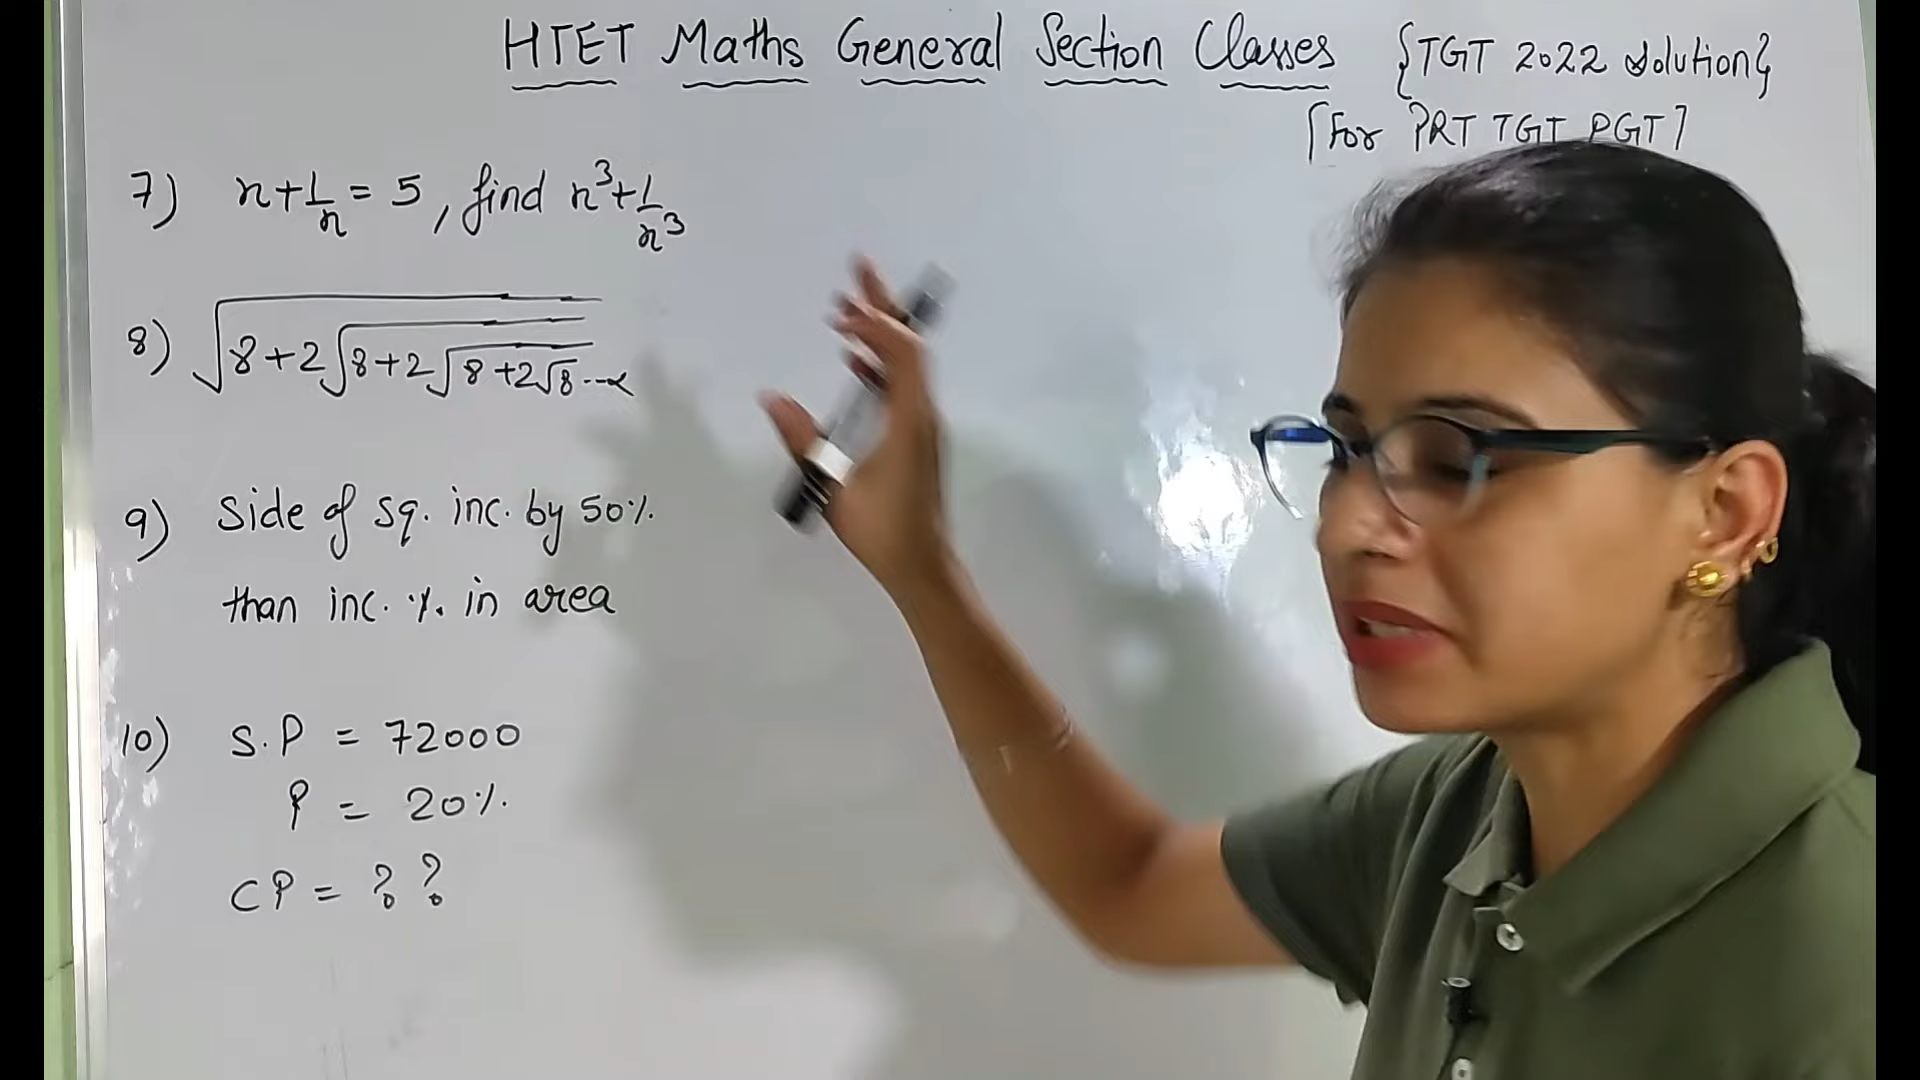 HTET Maths General Section Classes {TGT 2022 Solution}
[For PRT TGT PGT]
7) x+1/x = 5, find x³+1/x³
8) √8+2√8+2√8+2√8--∝
9) Side of sq. inc. by 50%
than inc. %. in area
10) S.P = 72000
P = 20%
CP = ??